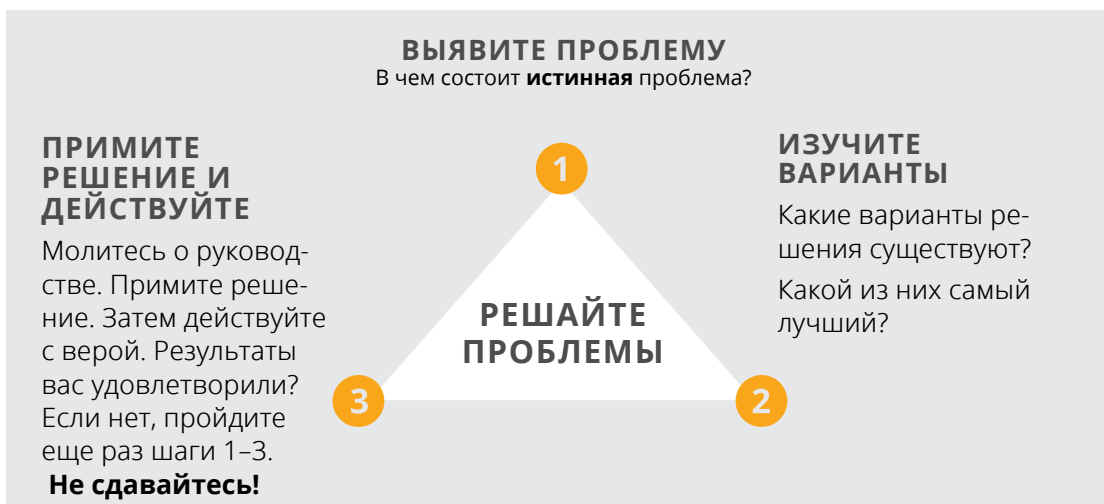 ВЫЯВИТЕ ПРОБЛЕМУ
В чем состоит истинная проблема?
1
ИЗУЧИТЕ
ВАРИАНТЫ
Какие варианты ре-
шения существуют?
Какой из них самый
лучший?
2
ПРИМИТЕ
РЕШЕНИЕ И
ДЕЙСТВУЙТЕ
Молитесь о руковод-
стве. Примите реше-
ние. Затем действуйте
с верой. Результаты
вас удовлетворили?
Если нет, пройдите
еще раз шаги 1–3.
Не сдавайтесь!
3
РЕШАЙТЕ
ПРОБЛЕМЫ